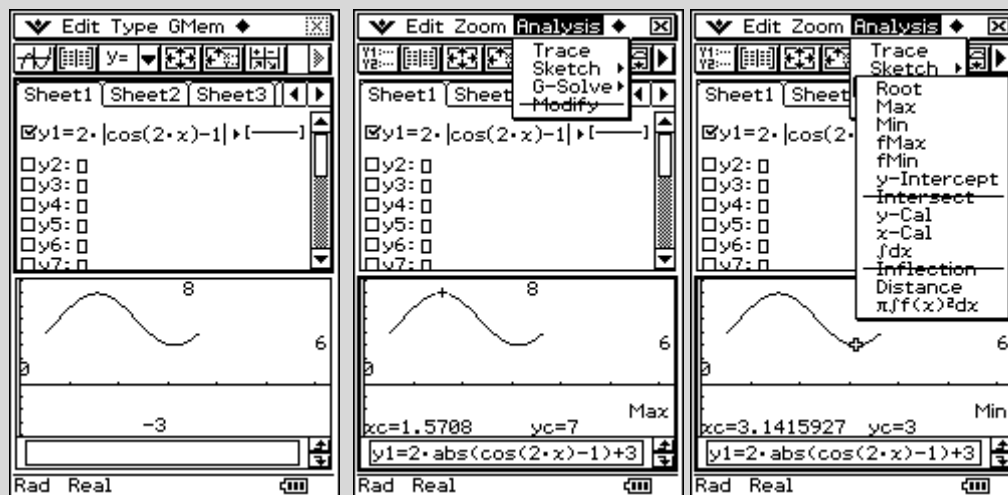 Edit Type GMem ◆
y=
Sheet1 Sheet2 Sheet3
y1=2·|cos(2·x)-1|▸[——]
y2:▯
y3:▯
y4:▯
y5:▯
y6:▯
y7:▯
8
6
0
-3
Rad Real
Edit Zoom Analysis ◆
Y1:···
Y2:···
Trace
Sketch
G-Solve
Modify
Sheet1 Sheet
y1=2·|cos(2·x)-1|▸[——]
y2:▯
y3:▯
y4:▯
y5:▯
y6:▯
y7:▯
8
6
0
Max
xc=1.5708 yc=7
y1=2·abs(cos(2·x)-1)+3
Rad Real
Edit Zoom Analysis ◆
Y1:···
Y2:···
Trace
Sketch
Root
Max
Min
fMax
fMin
y-Intercept
Intersect
y-Cal
x-Cal
∫dx
Inflection
Distance
π∫f(x)²dx
Sheet1 Sheet
y1=2·|cos(2·
y2:▯
y3:▯
y4:▯
y5:▯
y6:▯
y7:▯
6
0
Min
xc=3.1415927 yc=3
y1=2·abs(cos(2·x)-1)+3
Rad Real